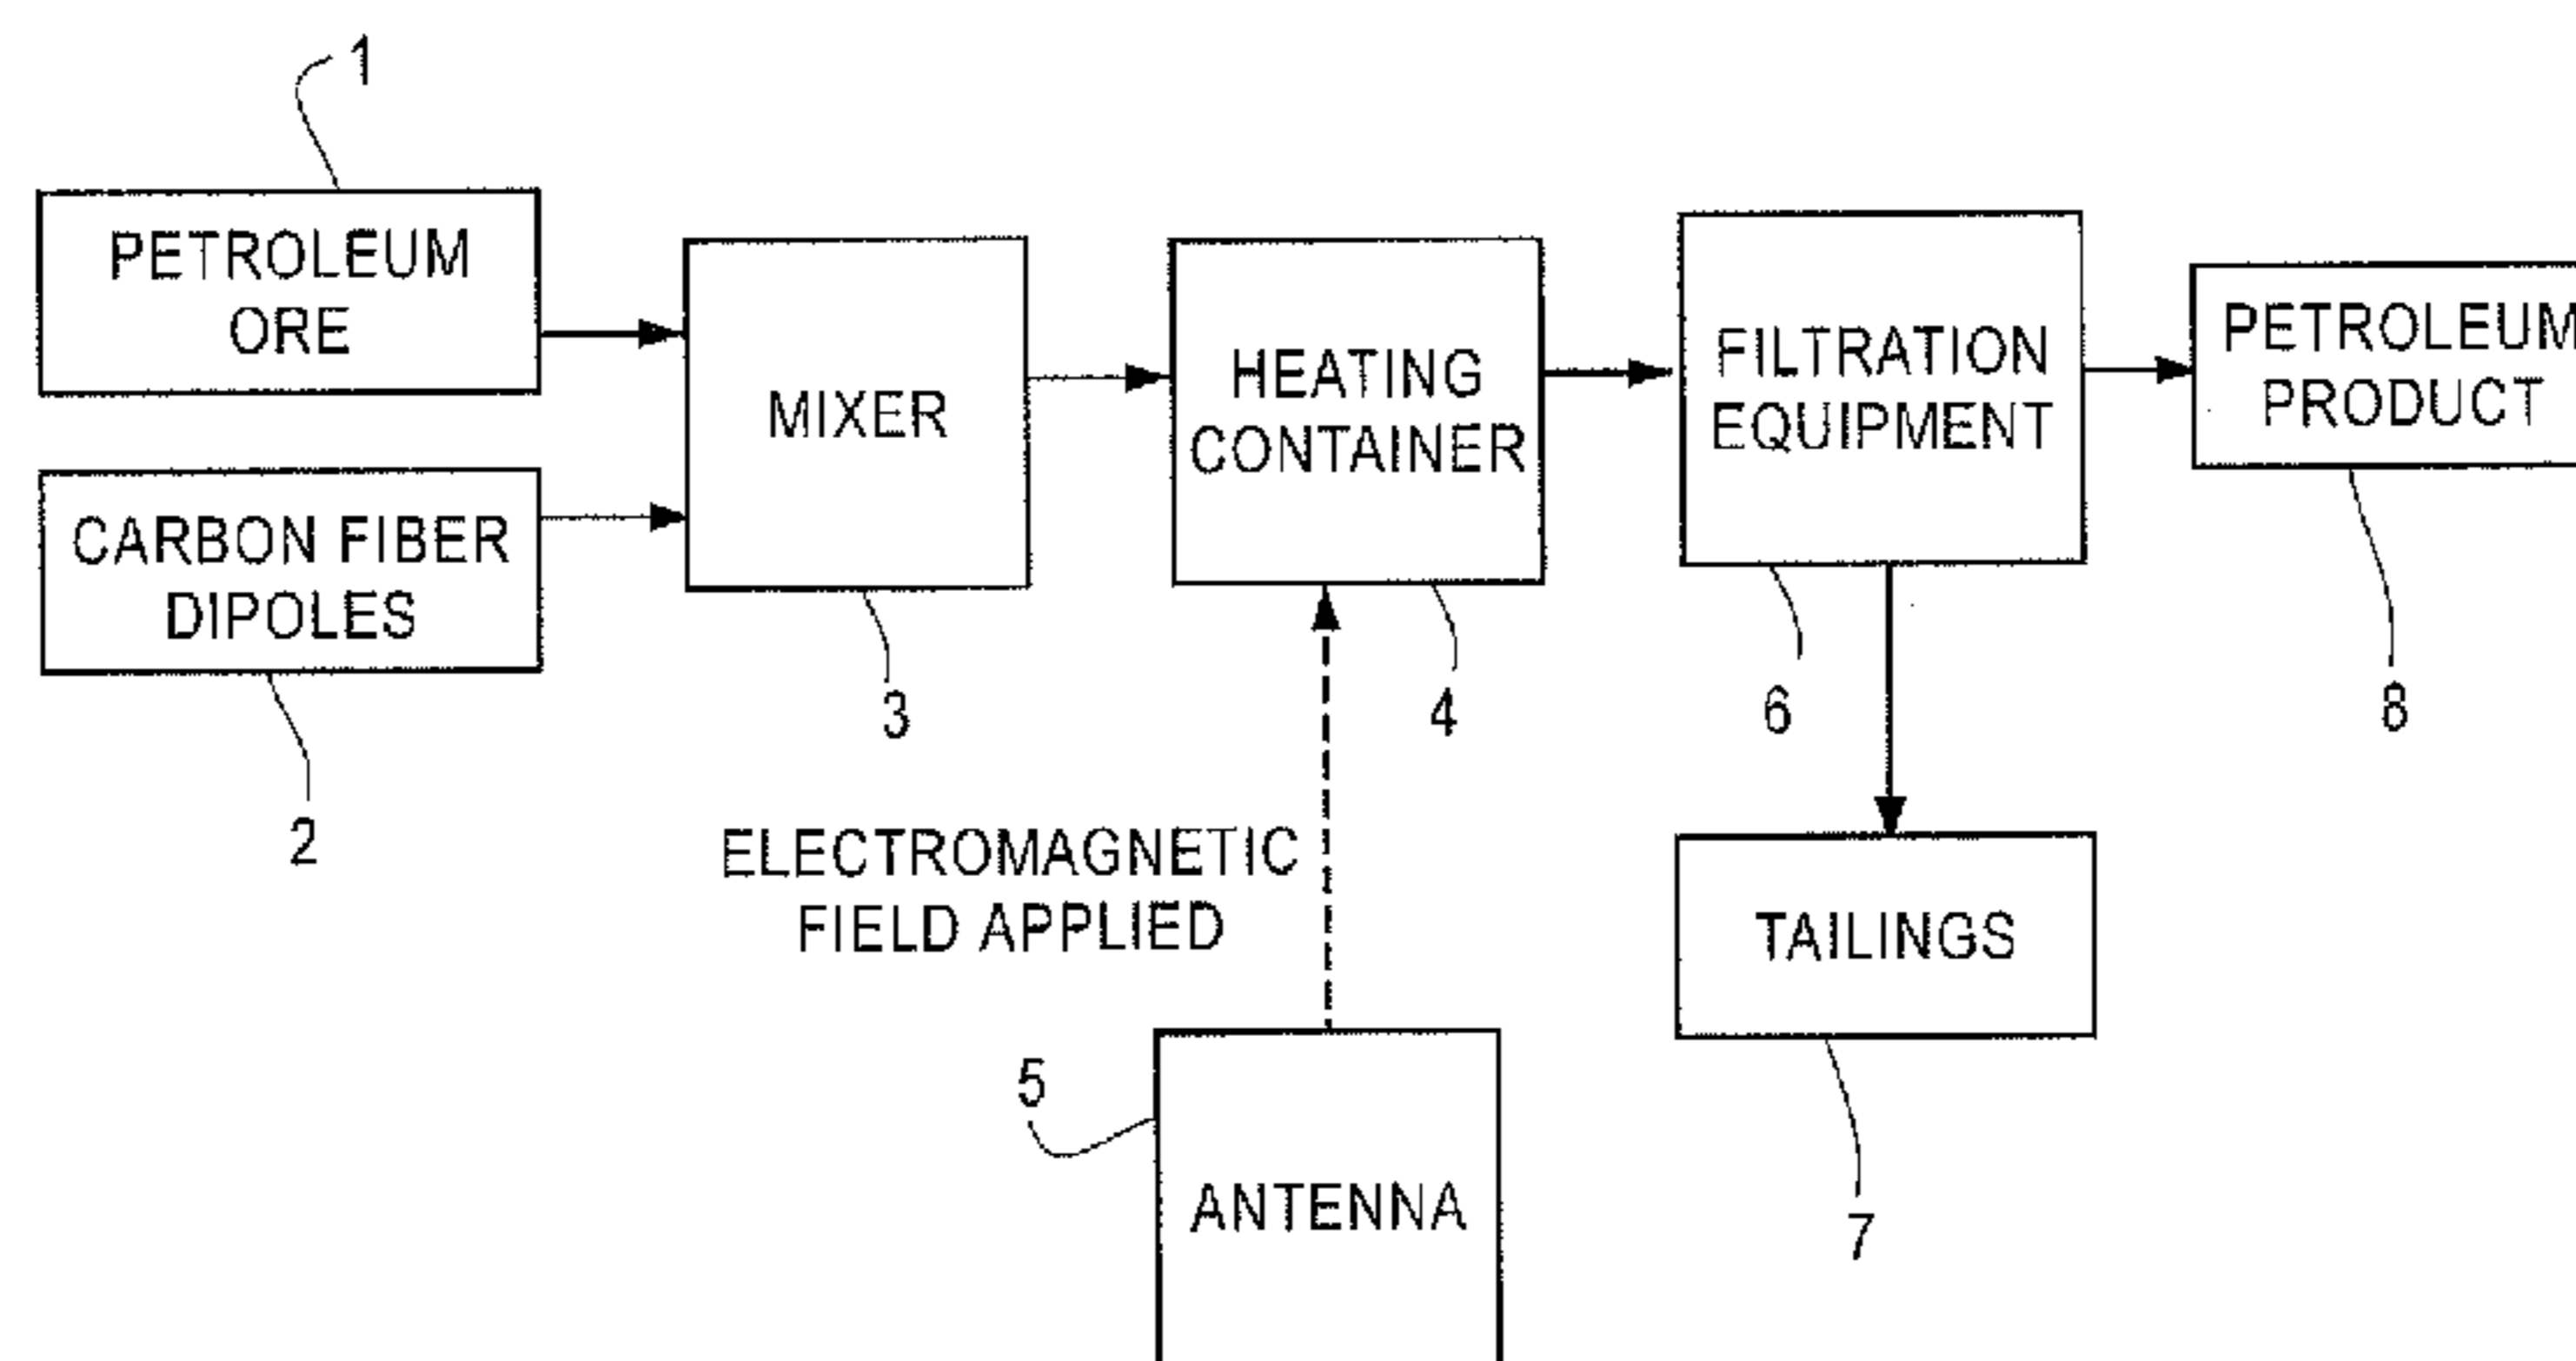 1
PETROLEUM
ORE
CARBON FIBER
DIPOLES
2
MIXER
3
HEATING
CONTAINER
4
ELECTROMAGNETIC
FIELD APPLIED
5
ANTENNA
FILTRATION
EQUIPMENT
6
TAILINGS
7
PETROLEUM
PRODUCT
8